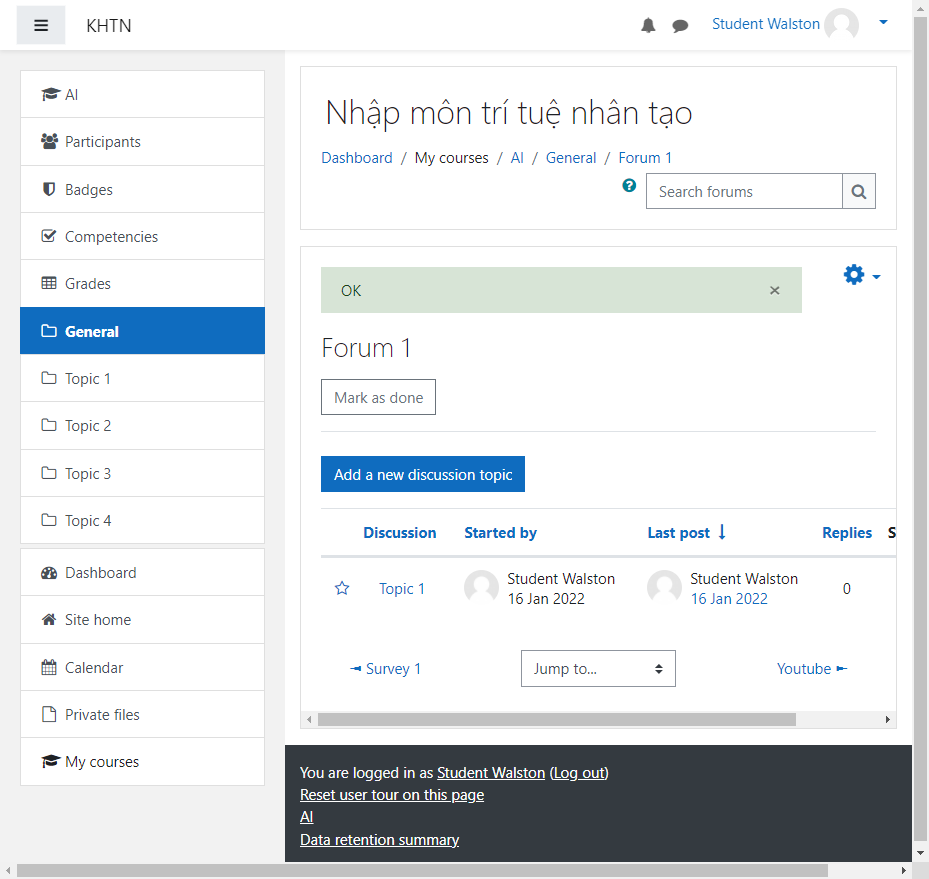 KHTN
Student Walston
AI
Participants
Badges
Competencies
Grades
General
Topic 1
Topic 2
Topic 3
Topic 4
Dashboard
Site home
Calendar
Private files
My courses
Nhập môn trí tuệ nhân tạo
Dashboard / My courses / AI / General / Forum 1
? Search forums
OK ×
Forum 1
Mark as done
Add a new discussion topic
Discussion Started by Last post ↓ Replies S
Topic 1 Student Walston 16 Jan 2022 Student Walston 16 Jan 2022 0
◄ Survey 1 Jump to... Youtube ►
You are logged in as Student Walston (Log out)
Reset user tour on this page
AI
Data retention summary